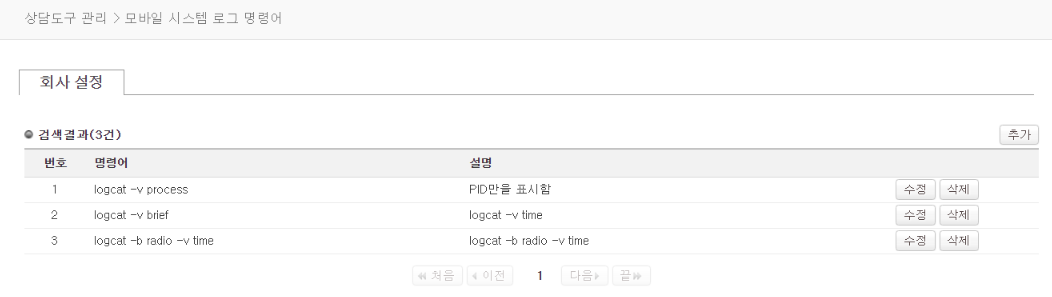 상담도구 관리 > 모바일 시스템 로그 명령어
회사 설정
검색결과(3건) 추가
번호 명령어 설명
1 logcat -v process PID만을 표시함 수정 삭제
2 logcat -v brief logcat -v time 수정 삭제
3 logcat -b radio -v time logcat -b radio -v time 수정 삭제
처음 이전 1 다음 끝